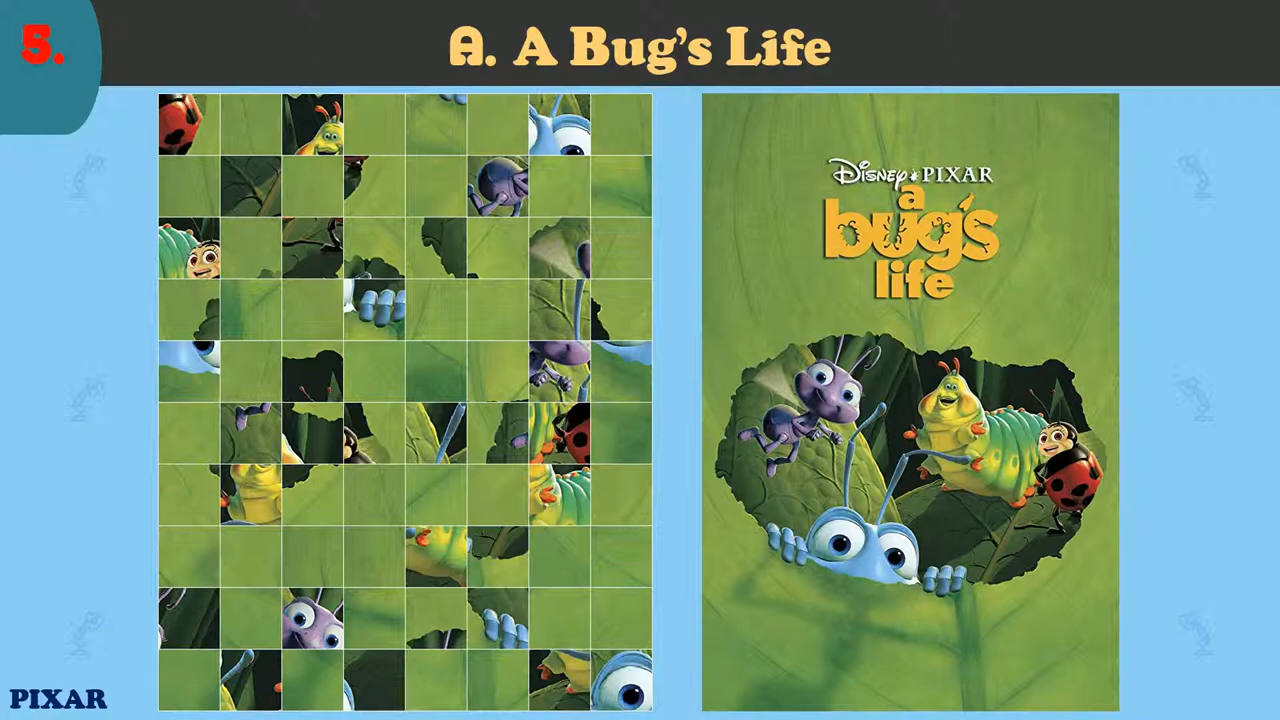 5.
A. A Bug's Life
Disney PIXAR
a
bug's
life
PIXAR